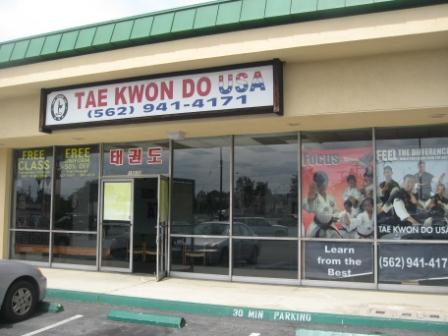 TAE KWON DO USA
(562) 941-4171
FREE
CLASS
FREE
50% OFF
태권도
FOCUS
Learn
from the
Best
FEEL THE DIFFERENCE
TAE KWON DO USA
(562) 941-417
30 MIN PARKING